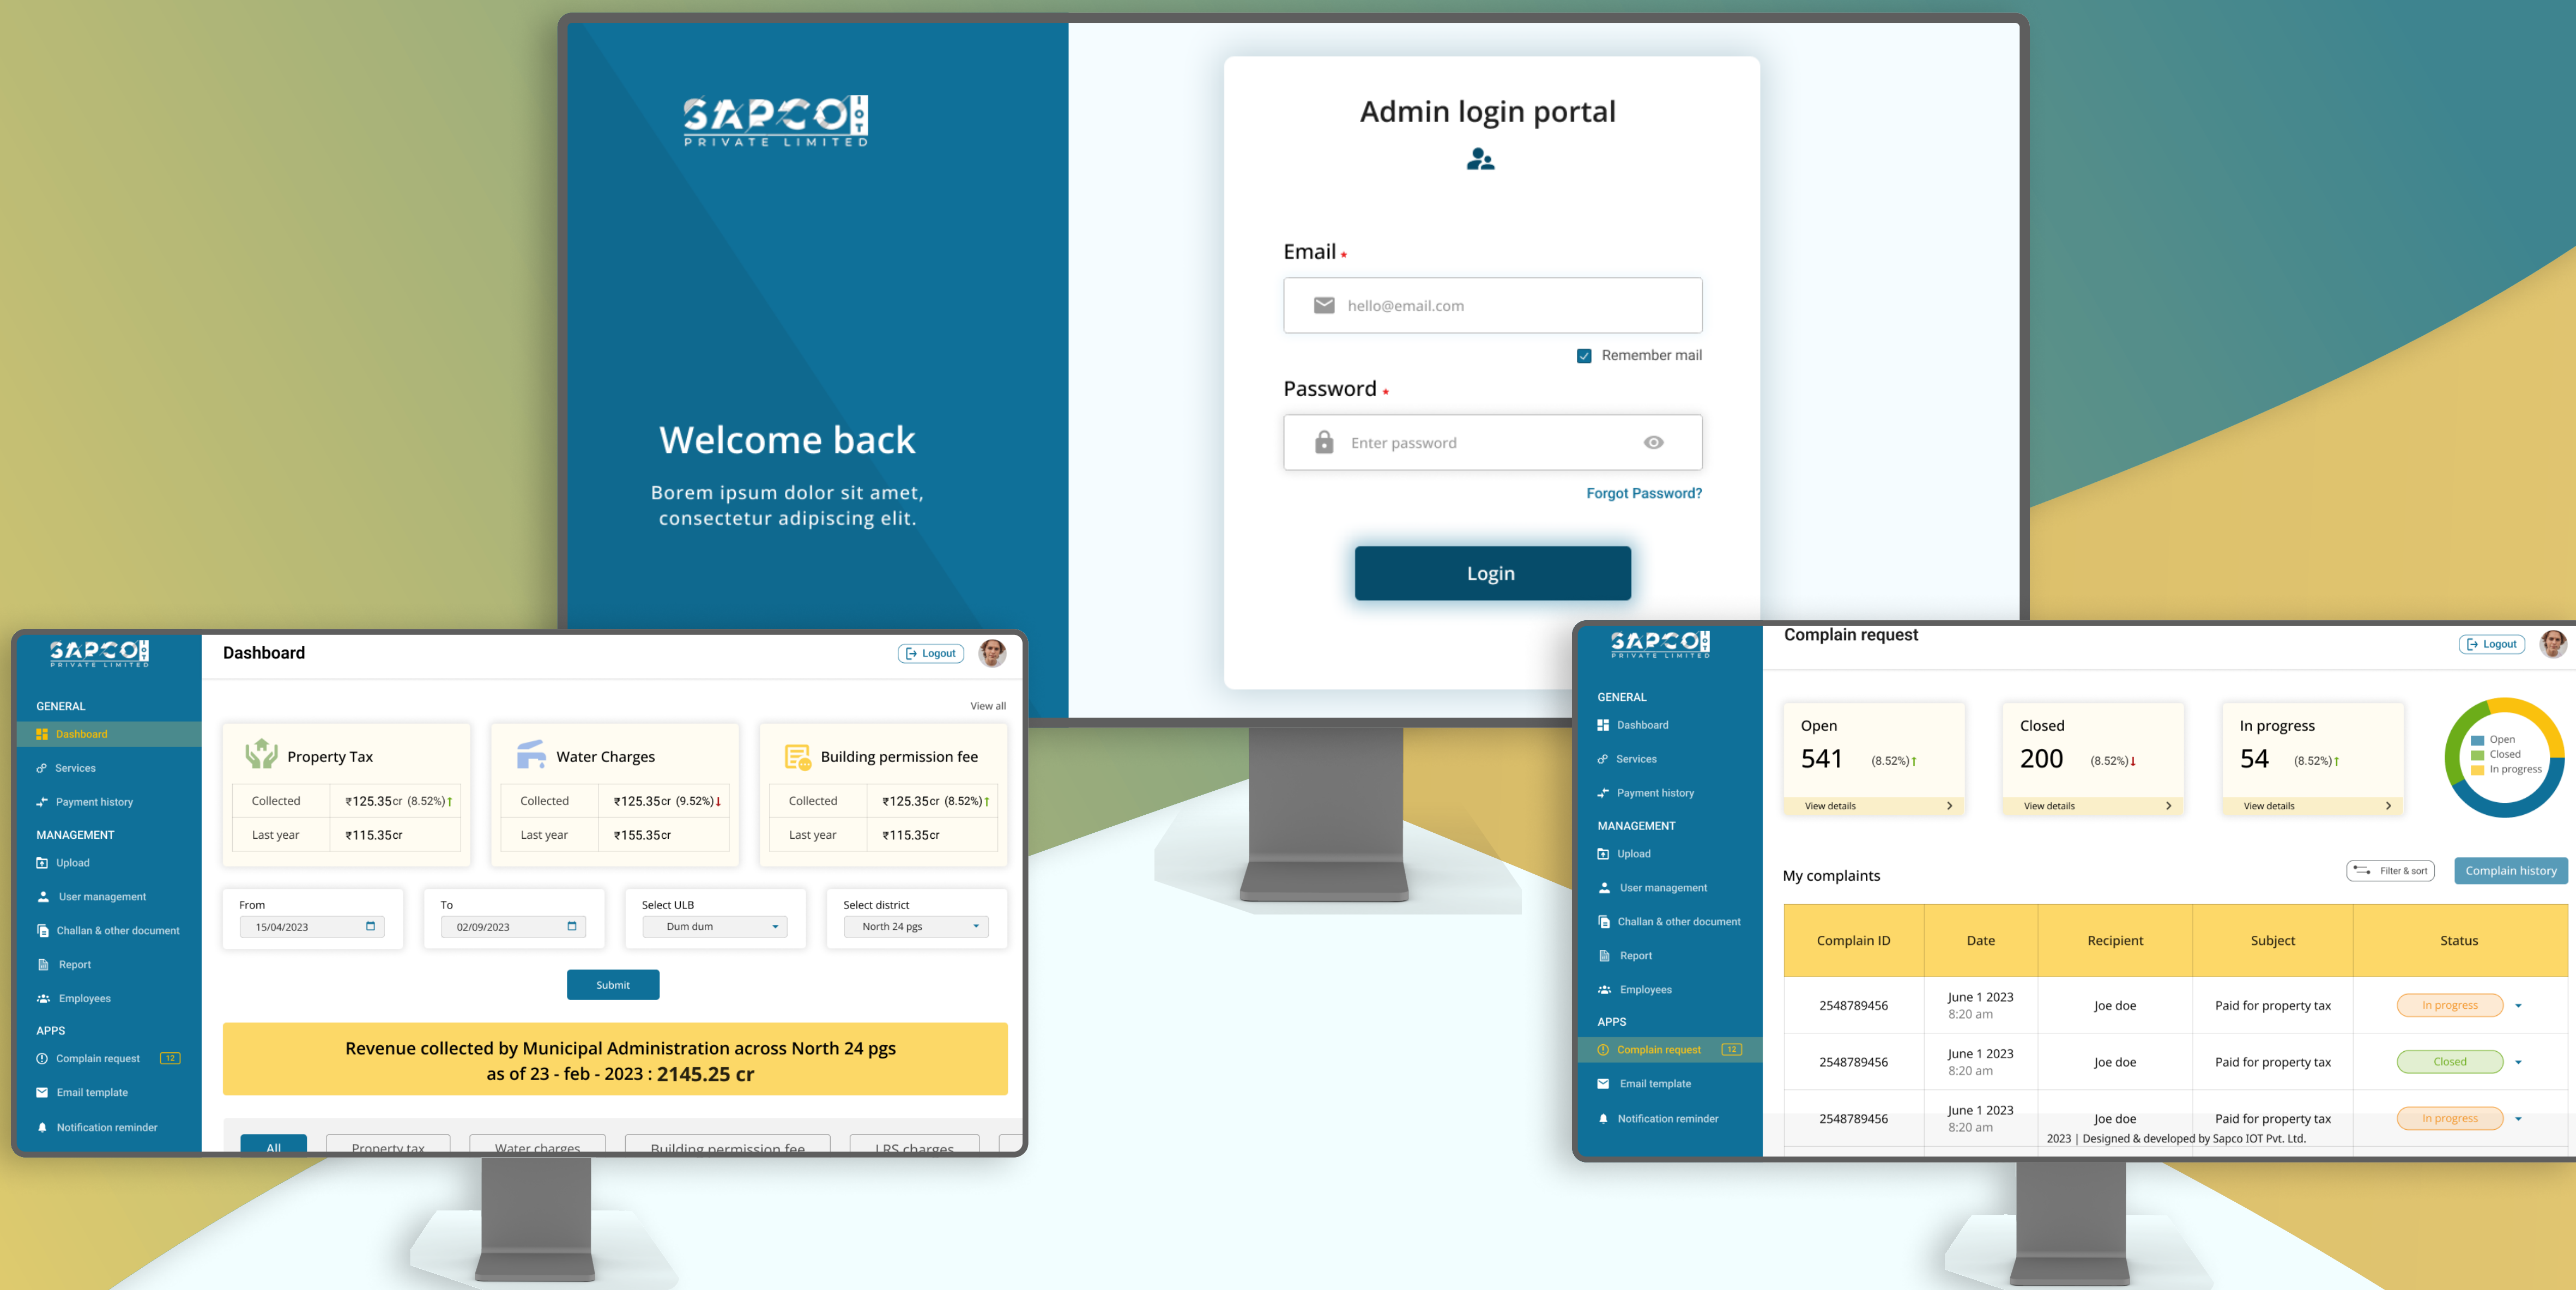 SAPCO IOT
PRIVATE LIMITED
Welcome back
Borem ipsum dolor sit amet,
consectetur adipiscing elit.
Admin login portal
Email *
hello@email.com
Remember mail
Password *
Enter password
Forgot Password?
Login
SAPCO IOT
PRIVATE LIMITED
GENERAL
Dashboard
Services
Payment history
MANAGEMENT
Upload
User management
Challan & other document
Report
Employees
APPS
Complain request 12
Email template
Notification reminder
Dashboard
Logout
View all
Property Tax
Collected ₹125.35cr (8.52%)↑
Last year ₹115.35cr
Water Charges
Collected ₹125.35cr (9.52%)↓
Last year ₹155.35cr
Building permission fee
Collected ₹125.35cr (8.52%)↑
Last year ₹115.35cr
From
15/04/2023
To
02/09/2023
Select ULB
Dum dum
Select district
North 24 pgs
Submit
Revenue collected by Municipal Administration across North 24 pgs
as of 23 - feb - 2023 : 2145.25 cr
All Property tax Water charges Building permission fee LRS charges
SAPCO IOT
PRIVATE LIMITED
GENERAL
Dashboard
Services
Payment history
MANAGEMENT
Upload
User management
Challan & other document
Report
Employees
APPS
Complain request 12
Email template
Notification reminder
Complain request
Logout
Open
541 (8.52%)↑
View details
Closed
200 (8.52%)↓
View details
In progress
54 (8.52%)↑
View details
Open
Closed
In progress
My complaints
Filter & sort
Complain history
Complain ID Date Recipient Subject Status
2548789456 June 1 2023 Joe doe Paid for property tax In progress
8:20 am
2548789456 June 1 2023 Joe doe Paid for property tax Closed
8:20 am
2548789456 June 1 2023 Joe doe Paid for property tax In progress
8:20 am
2023 | Designed & developed by Sapco IOT Pvt. Ltd.